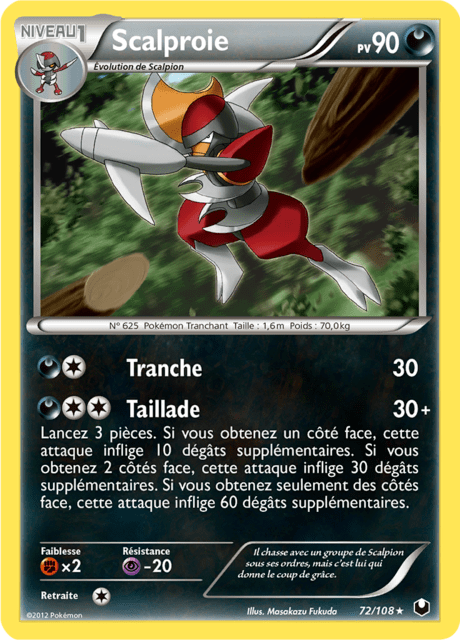 NIVEAU 1
Scalproie
PV 90
Évolution de Scalpion
N° 625 Pokémon Tranchant Taille : 1,6m Poids : 70,0kg
Tranche 30
Taillade 30+
Lancez 3 pièces. Si vous obtenez un côté face, cette
attaque inflige 10 dégâts supplémentaires. Si vous
obtenez 2 côtés face, cette attaque inflige 30 dégâts
supplémentaires. Si vous obtenez seulement des côtés
face, cette attaque inflige 60 dégâts supplémentaires.
Faiblesse
×2
Résistance
-20
Il chasse avec un groupe de Scalpion
sous ses ordres, mais c'est lui qui
donne le coup de grâce.
Retraite
©2012 Pokémon
Illus. Masakazu Fukuda
72/108